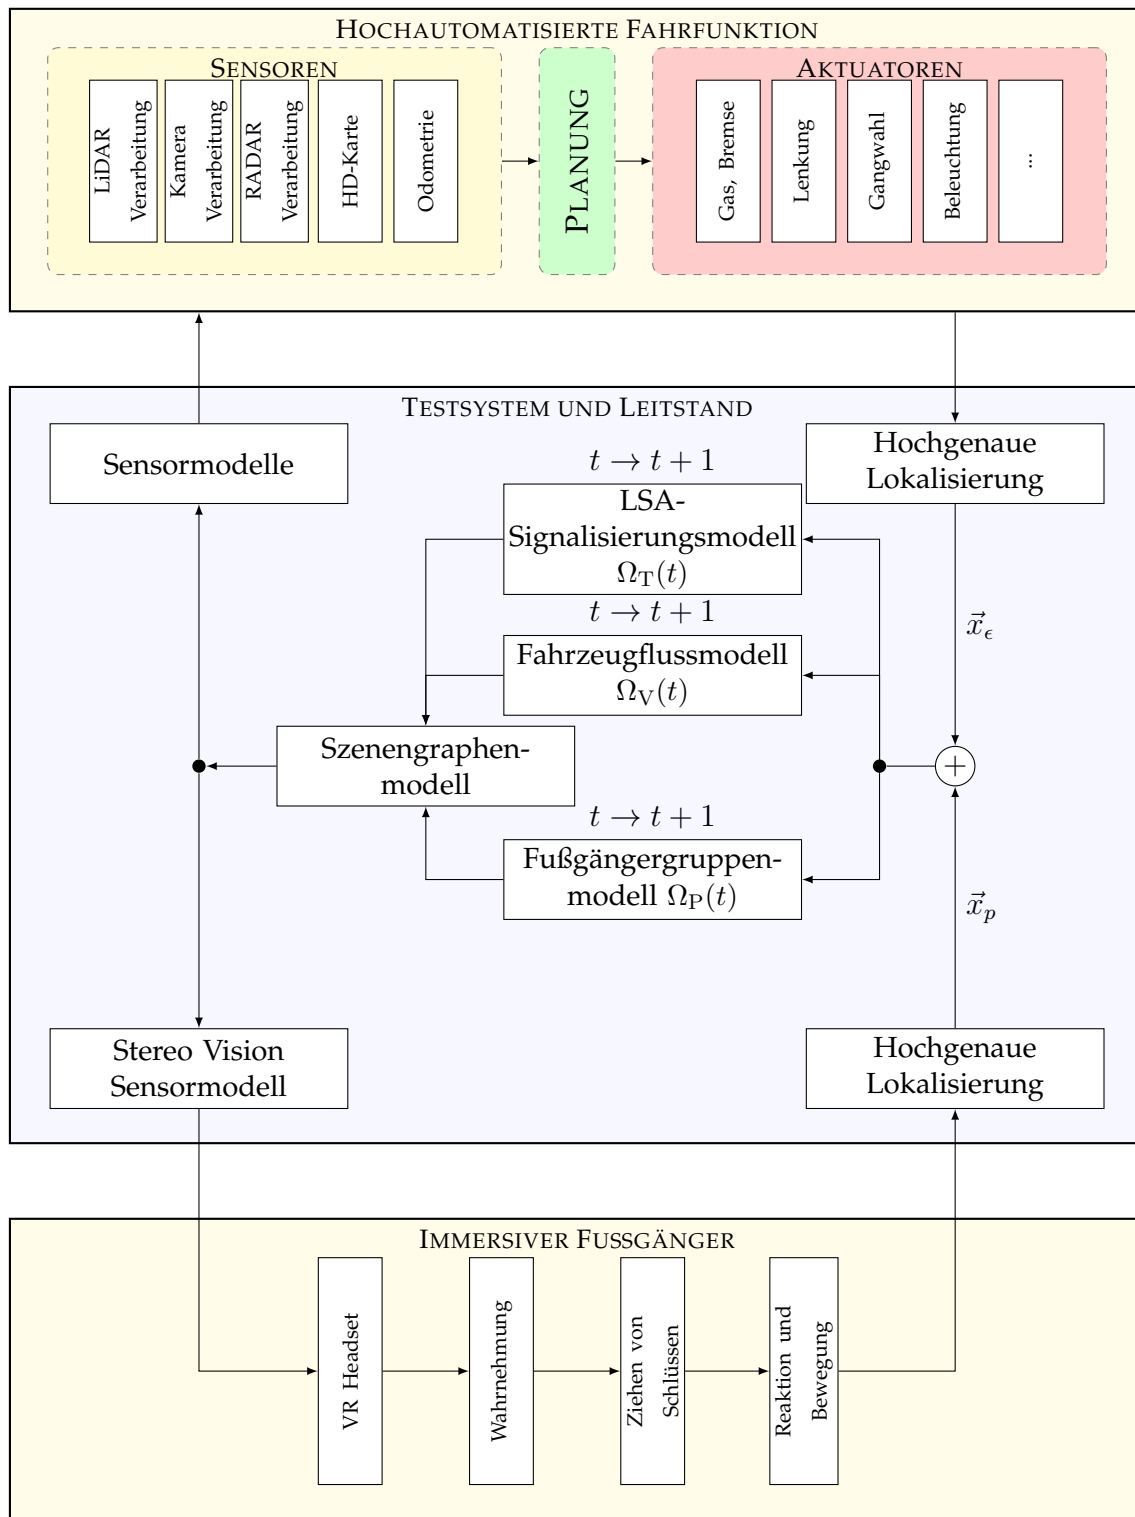 HOCHAUTOMATISIERTE FAHRFUNKTION
SENSOREN
LiDAR
Verarbeitung
Kamera
Verarbeitung
RADAR
Verarbeitung
HD-Karte
Odometrie
PLANUNG
AKTUATOREN
Gas, Bremse
Lenkung
Gangwahl
Beleuchtung
...
TESTSYSTEM UND LEITSTAND
Sensormodelle
Hochgenaue
Lokalisierung
t → t + 1
LSA-
Signalisierungsmodell
Ω_T(t)
t → t + 1
Fahrzeugflussmodell
Ω_V(t)
x⃗_ϵ
Szenengraphen-
modell
+
t → t + 1
Fußgängergruppen-
modell Ω_P(t)
x⃗_p
Stereo Vision
Sensormodell
Hochgenaue
Lokalisierung
IMMERSIVER FUSSGÄNGER
VR Headset
Wahrnehmung
Ziehen von
Schlüssen
Reaktion und
Bewegung